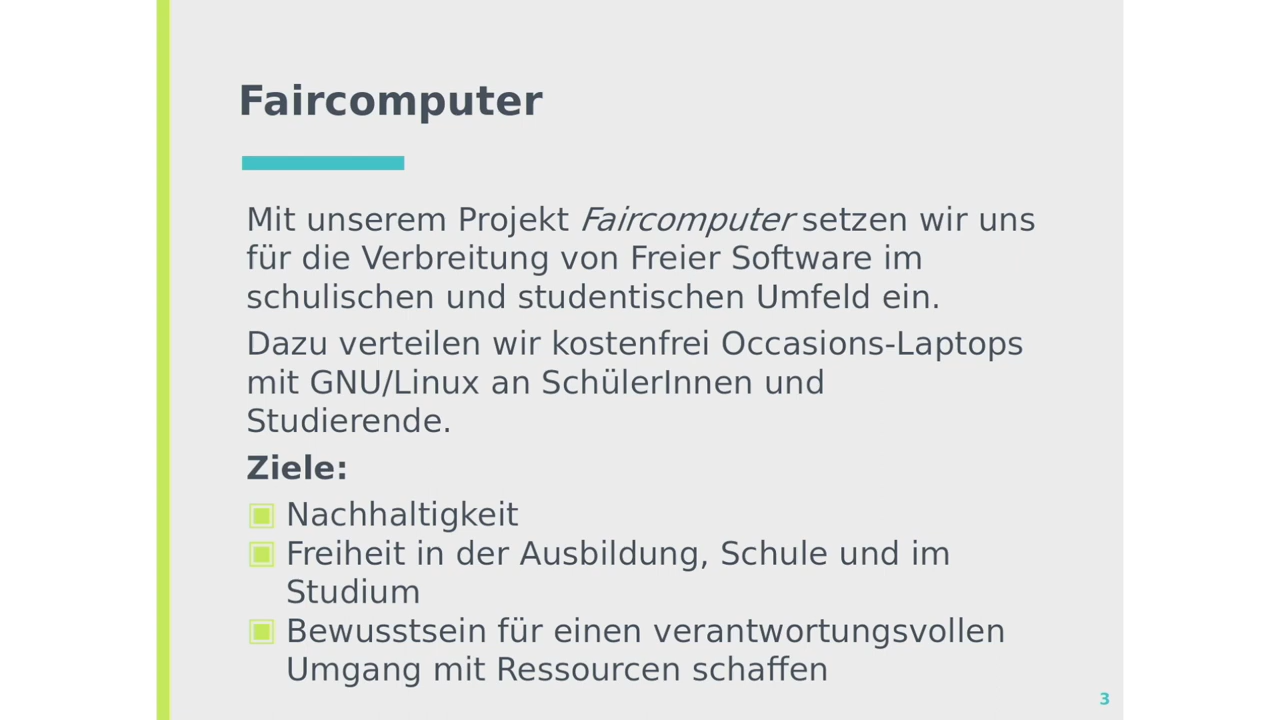 Faircomputer
Mit unserem Projekt Faircomputer setzen wir uns
für die Verbreitung von Freier Software im
schulischen und studentischen Umfeld ein.
Dazu verteilen wir kostenfrei Occasions-Laptops
mit GNU/Linux an SchülerInnen und
Studierende.
Ziele:
Nachhaltigkeit
Freiheit in der Ausbildung, Schule und im
Studium
Bewusstsein für einen verantwortungsvollen
Umgang mit Ressourcen schaffen
3